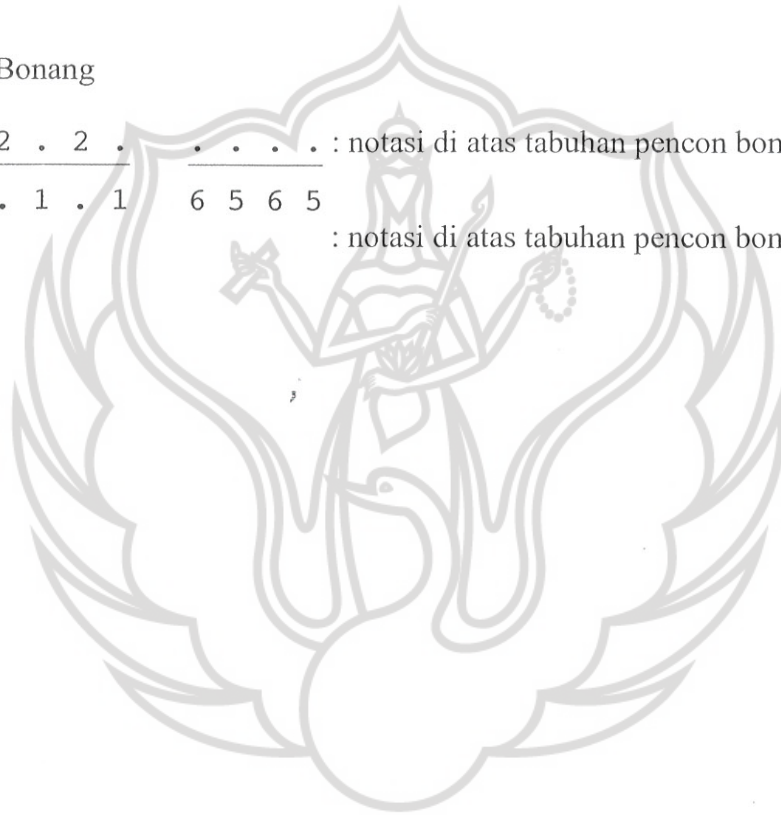 Bonang
2 . 2 . . . . . : notasi di atas tabuhan pencon bon
. 1 . 1 6 5 6 5
: notasi di atas tabuhan pencon bon